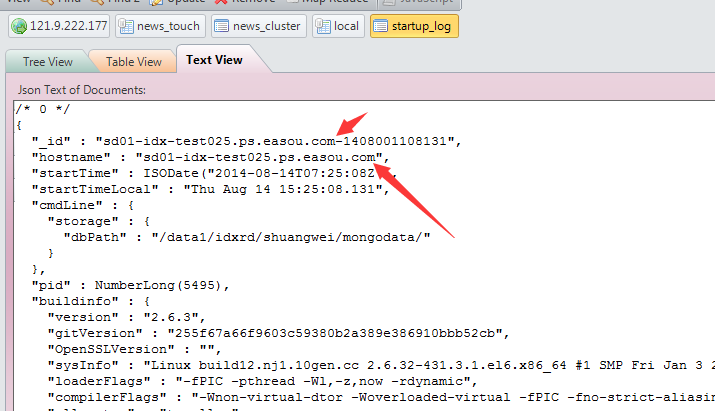 View Find Find 2 Update Remove Map Reduce JavaScript
121.9.222.177 news_touch news_cluster local startup_log
Tree View Table View Text View
Json Text of Documents:
/* 0 */
{
"_id" : "sd01-idx-test025.ps.easou.com-1408001108131",
"hostname" : "sd01-idx-test025.ps.easou.com",
"startTime" : ISODate("2014-08-14T07:25:08Z"),
"startTimeLocal" : "Thu Aug 14 15:25:08.131",
"cmdLine" : {
"storage" : {
"dbPath" : "/data1/idxrd/shuangwei/mongodata/"
}
},
"pid" : NumberLong(5495),
"buildinfo" : {
"version" : "2.6.3",
"gitVersion" : "255f67a66f9603c59380b2a389e386910bbb52cb",
"OpenSSLVersion" : "",
"sysInfo" : "Linux build12.nj1.10gen.cc 2.6.32-431.3.1.el6.x86_64 #1 SMP Fri Jan 3 2
"loaderFlags" : "-fPIC -pthread -Wl,-z,now -rdynamic",
"compilerFlags" : "-Wnon-virtual-dtor -Woverloaded-virtual -fPIC -fno-strict-aliasin